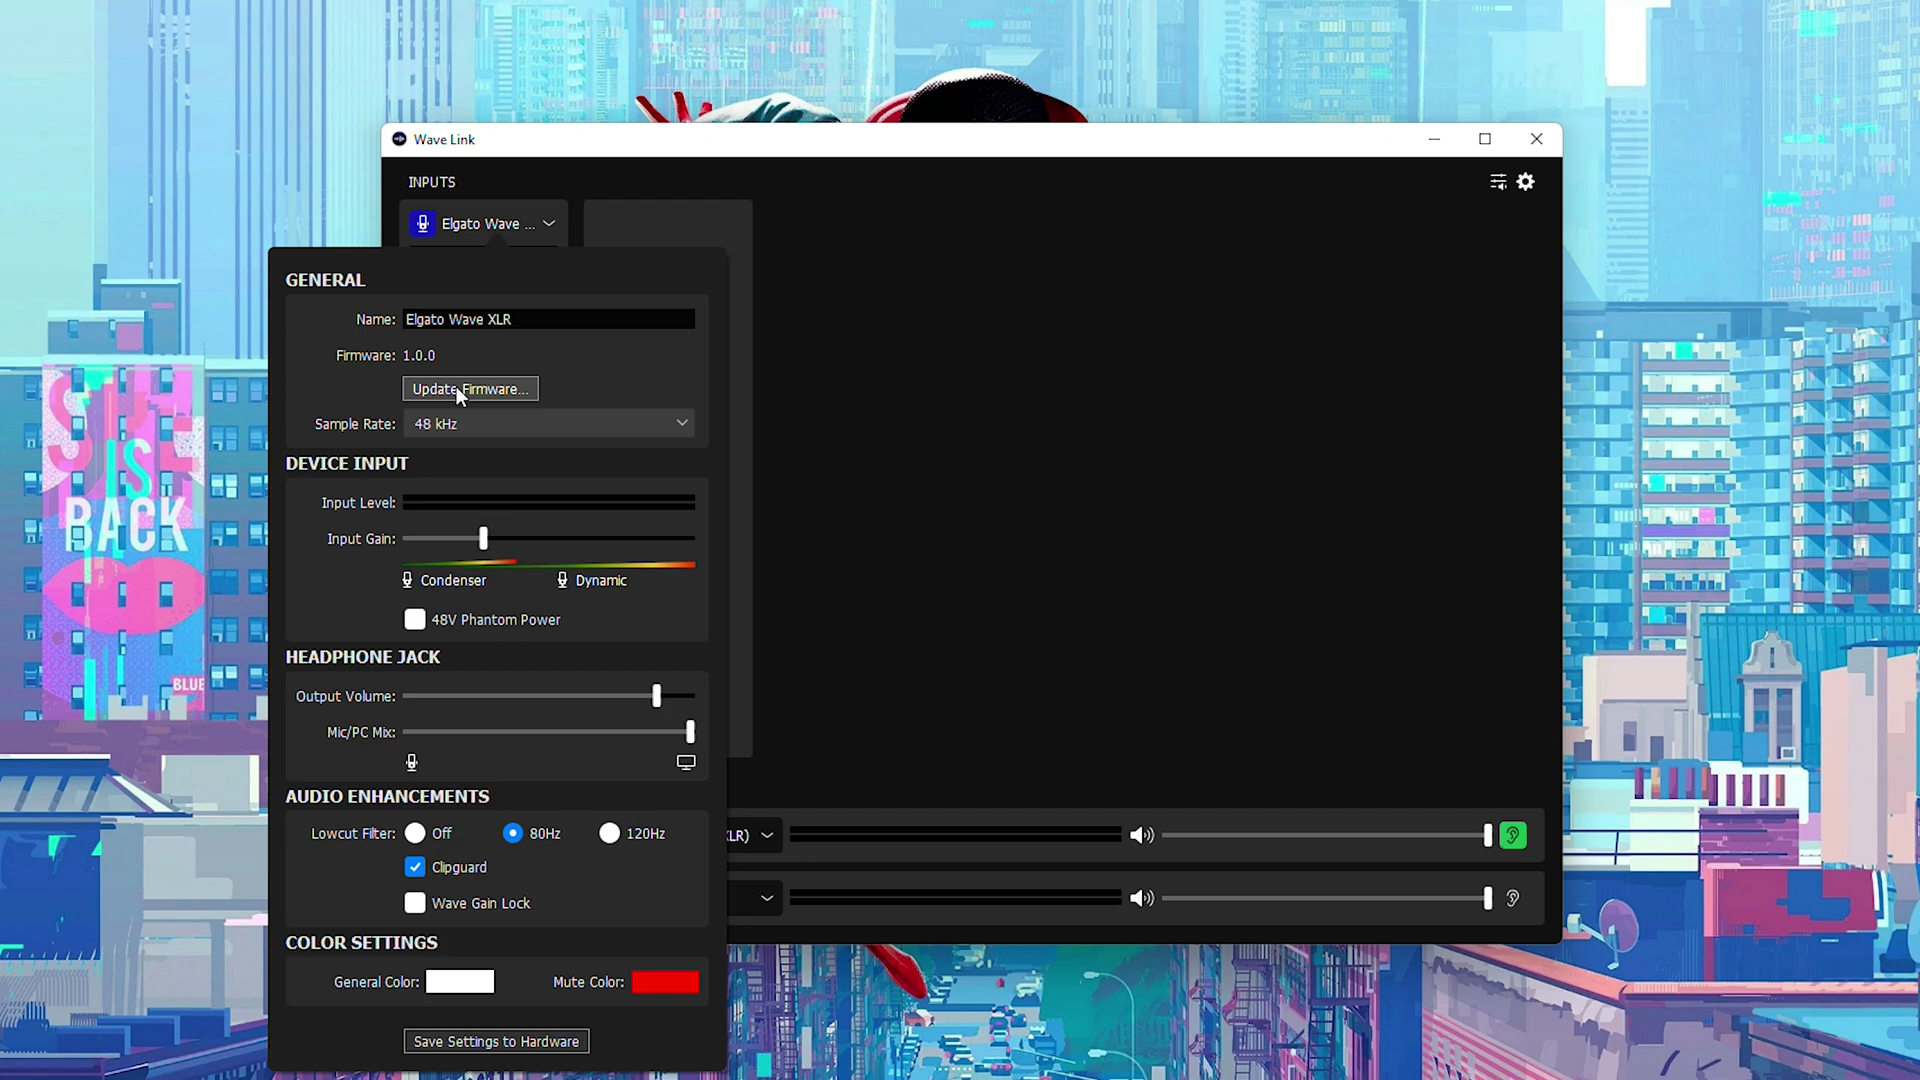 Wave Link
INPUTS
Elgato Wave ...
GENERAL
Name: Elgato Wave XLR
Firmware: 1.0.0
Update Firmware...
Sample Rate: 48 kHz
DEVICE INPUT
Input Level:
Input Gain:
Condenser Dynamic
48V Phantom Power
HEADPHONE JACK
Output Volume:
Mic/PC Mix:
AUDIO ENHANCEMENTS
Lowcut Filter: Off 80Hz 120Hz
XLR)
Clipguard
Wave Gain Lock
COLOR SETTINGS
General Color: Mute Color:
Save Settings to Hardware
IS
BACK
BLUE